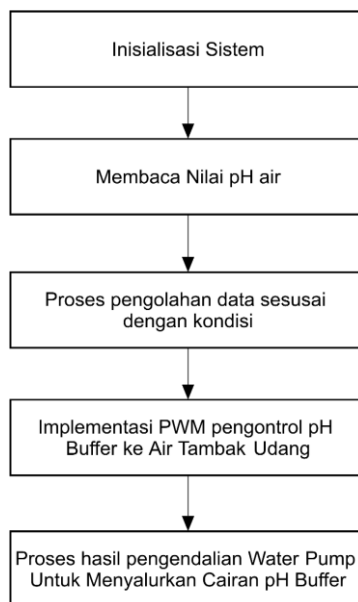 Inisialisasi Sistem
Membaca Nilai pH air
Proses pengolahan data sesusai
dengan kondisi
Implementasi PWM pengontrol pH
Buffer ke Air Tambak Udang
Proses hasil pengendalian Water Pump
Untuk Menyalurkan Cairan pH Buffer